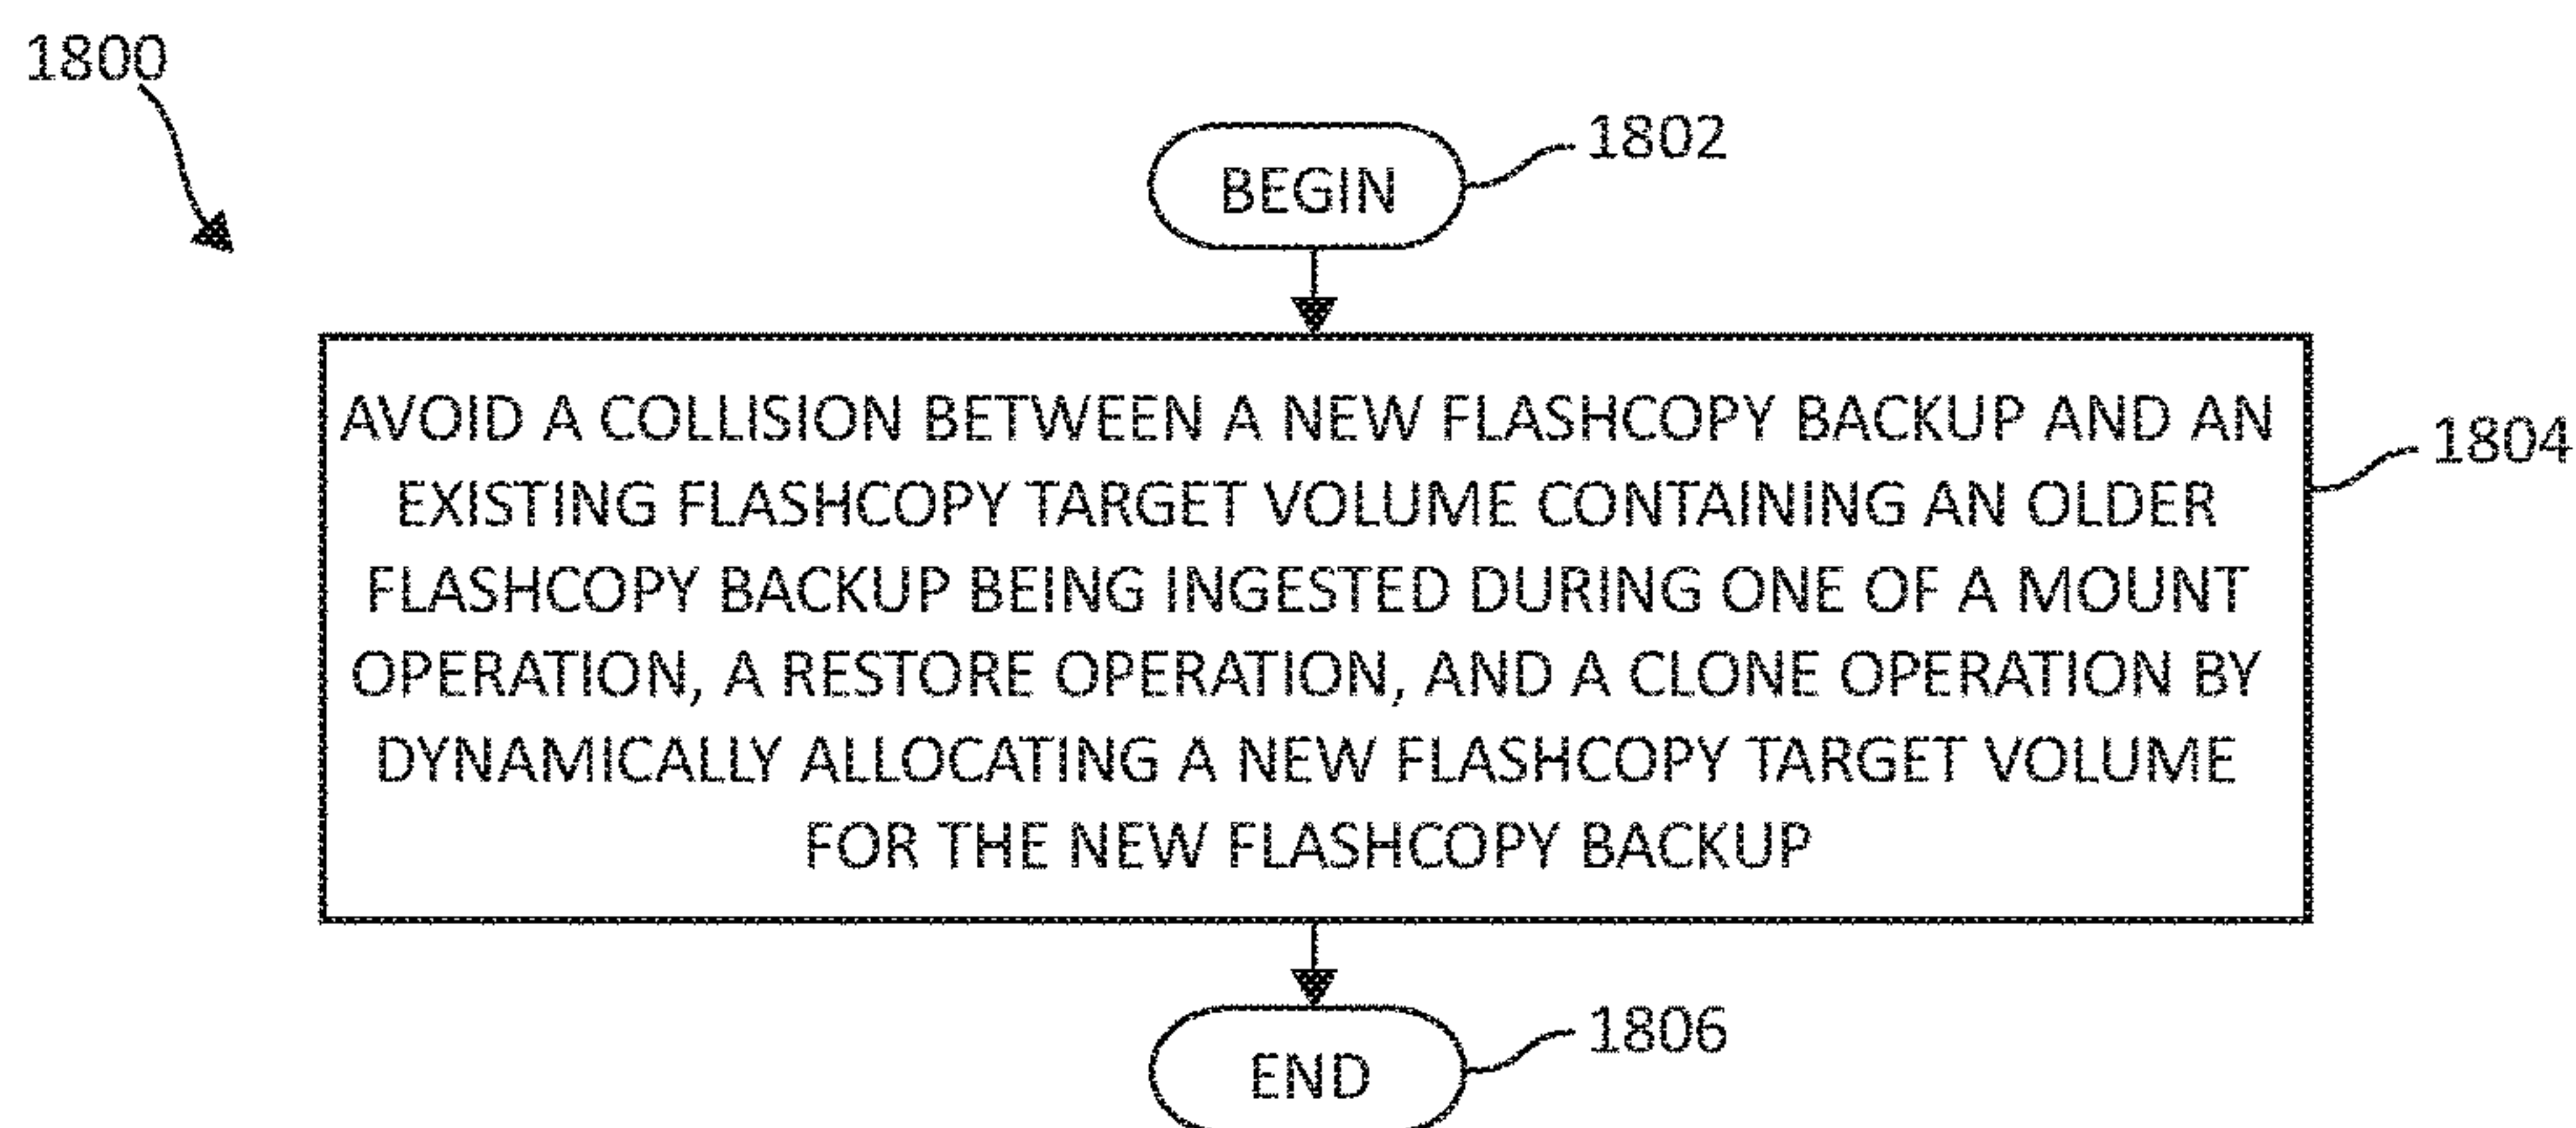 1800
BEGIN
1802
AVOID A COLLISION BETWEEN A NEW FLASHCOPY BACKUP AND AN
EXISTING FLASHCOPY TARGET VOLUME CONTAINING AN OLDER
FLASHCOPY BACKUP BEING INGESTED DURING ONE OF A MOUNT
OPERATION, A RESTORE OPERATION, AND A CLONE OPERATION BY
DYNAMICALLY ALLOCATING A NEW FLASHCOPY TARGET VOLUME
FOR THE NEW FLASHCOPY BACKUP
1804
END
1806